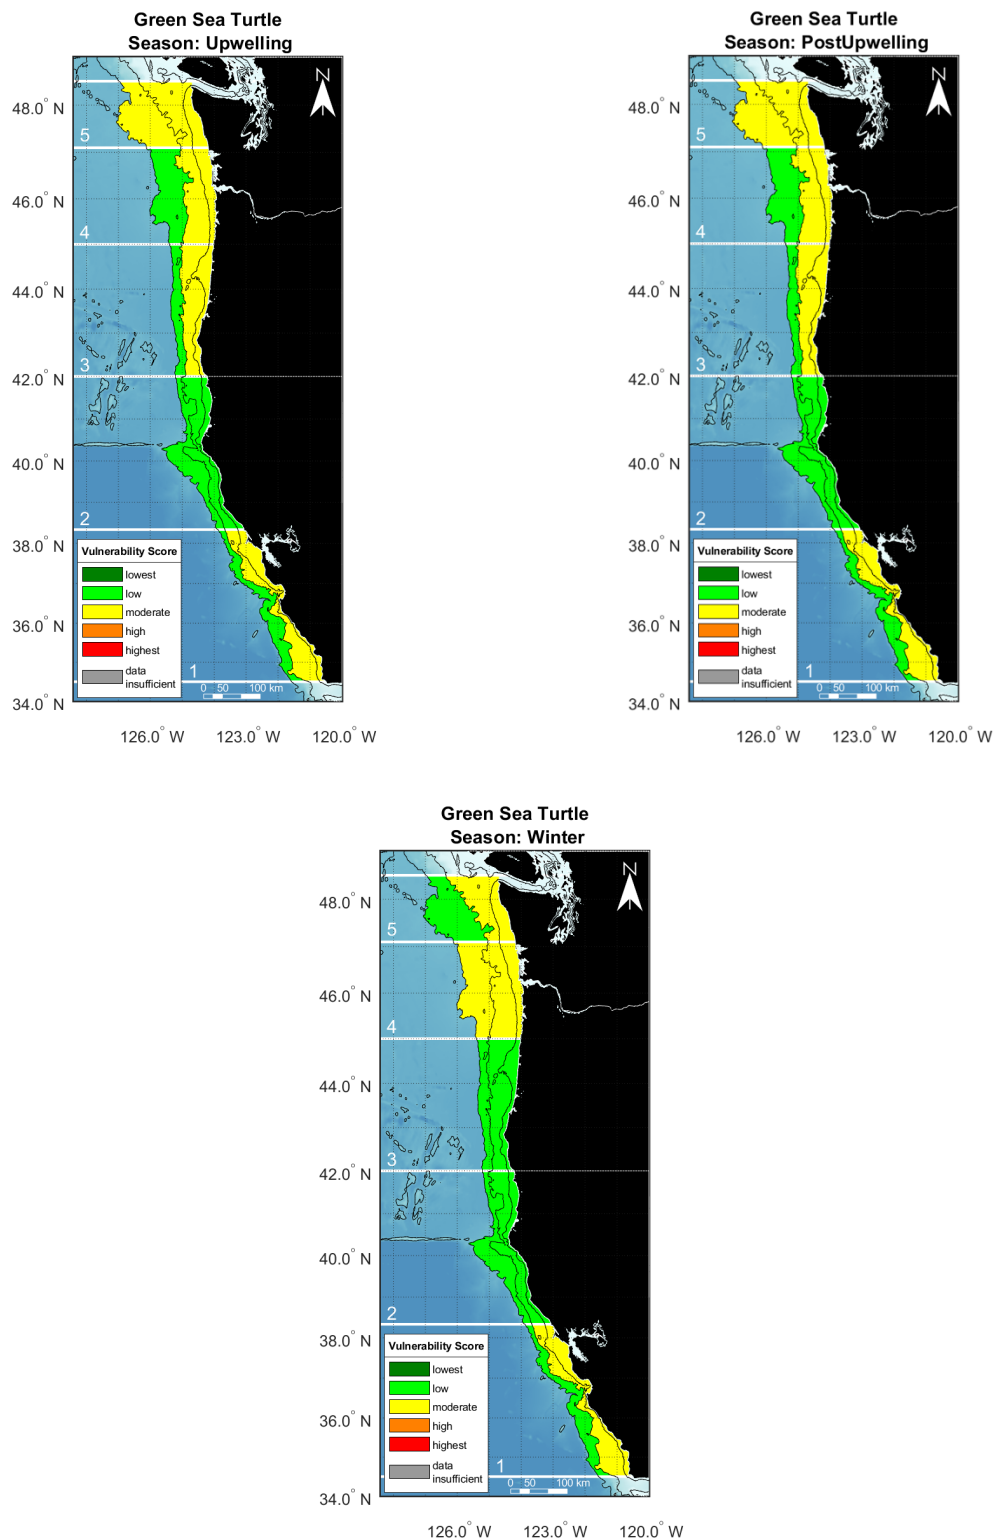 Green Sea Turtle
Season: Upwelling
N
48.0° N
5
46.0° N
4
44.0° N
3
42.0° N
40.0° N
2
38.0° N
Vulnerability Score
lowest
low
moderate
36.0° N
high
highest
data
insufficient
1
0 50 100 km
34.0° N
126.0° W 123.0° W 120.0° W
Green Sea Turtle
Season: PostUpwelling
N
48.0° N
5
46.0° N
4
44.0° N
3
42.0° N
40.0° N
2
38.0° N
Vulnerability Score
lowest
low
moderate
36.0° N
high
highest
data
insufficient
1
0 50 100 km
34.0° N
126.0° W 123.0° W 120.0° W
Green Sea Turtle
Season: Winter
N
48.0° N
5
46.0° N
4
44.0° N
3
42.0° N
40.0° N
2
38.0° N
Vulnerability Score
lowest
low
moderate
36.0° N
high
highest
data
insufficient
1
0 50 100 km
34.0° N
126.0° W 123.0° W 120.0° W